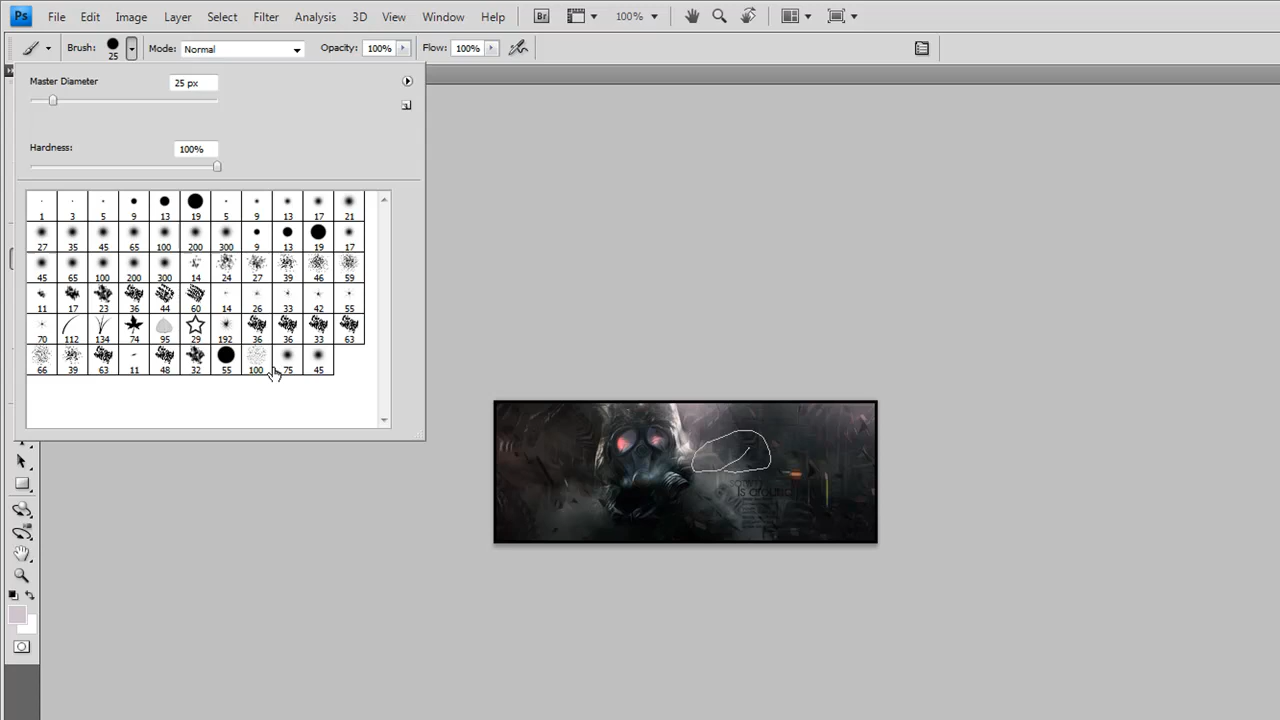 Ps File Edit Image Layer Select Filter Analysis 3D View Window Help Br 100%
Brush: 25 Mode: Normal Opacity: 100% Flow: 100%
Master Diameter 25 px
Hardness: 100%
1 3 5 9 13 19 5 9 13 17 21
27 35 45 65 100 200 300 9 13 19 17
45 65 100 200 300 14 24 27 39 46 59
11 17 23 36 44 60 14 26 33 42 55
70 112 134 74 95 29 192 36 36 33 63
66 39 63 11 48 32 55 100 75 45
is around